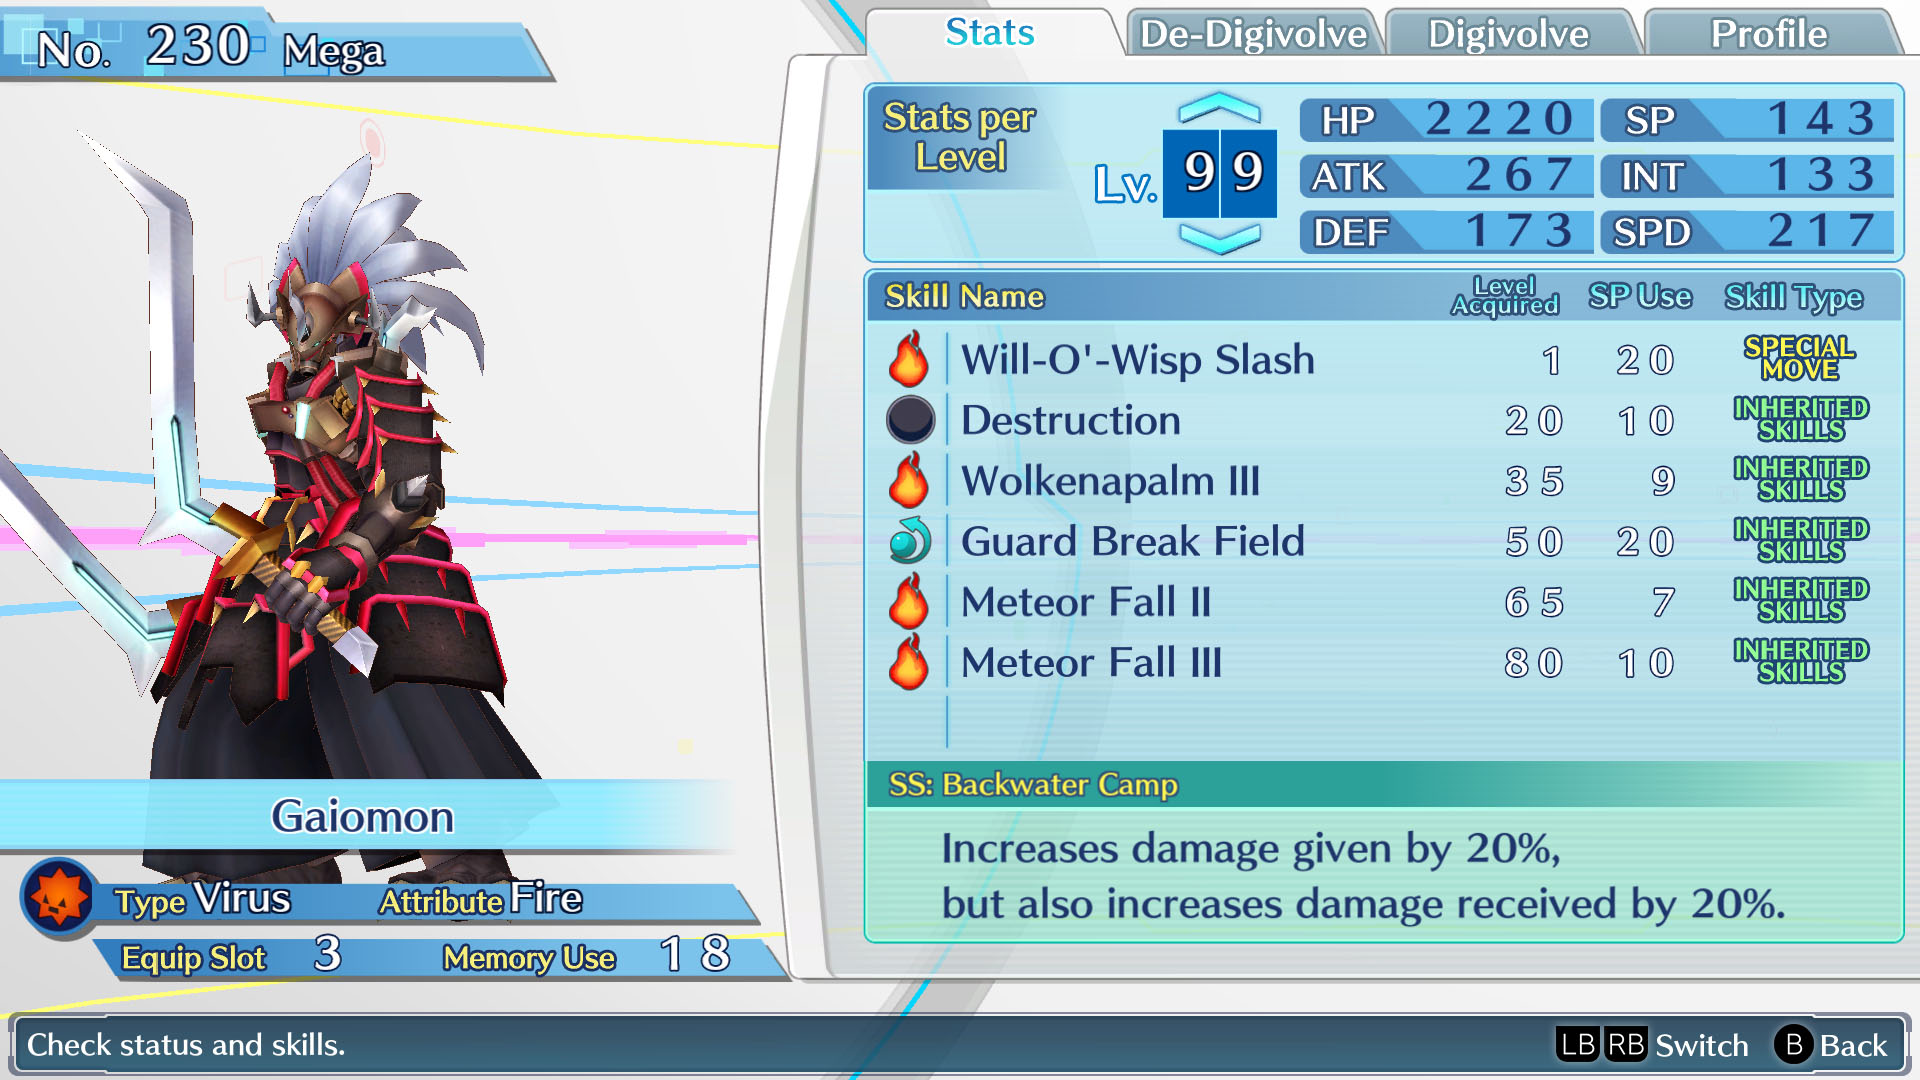 No. 230 Mega
Stats
De-Digivolve
Digivolve
Profile
Stats per
Level
Lv. 99
HP 2220
SP 143
ATK 267
INT 133
DEF 173
SPD 217
Skill Name
Level
Acquired
SP Use
Skill Type
Will-O'-Wisp Slash 1 20 SPECIAL
MOVE
Destruction 20 10 INHERITED
SKILLS
Wolkenapalm III 35 9 INHERITED
SKILLS
Guard Break Field 50 20 INHERITED
SKILLS
Meteor Fall II 65 7 INHERITED
SKILLS
Meteor Fall III 80 10 INHERITED
SKILLS
SS: Backwater Camp
Increases damage given by 20%,
but also increases damage received by 20%.
Gaiomon
Type Virus Attribute Fire
Equip Slot 3 Memory Use 18
Check status and skills.
LB RB Switch B Back